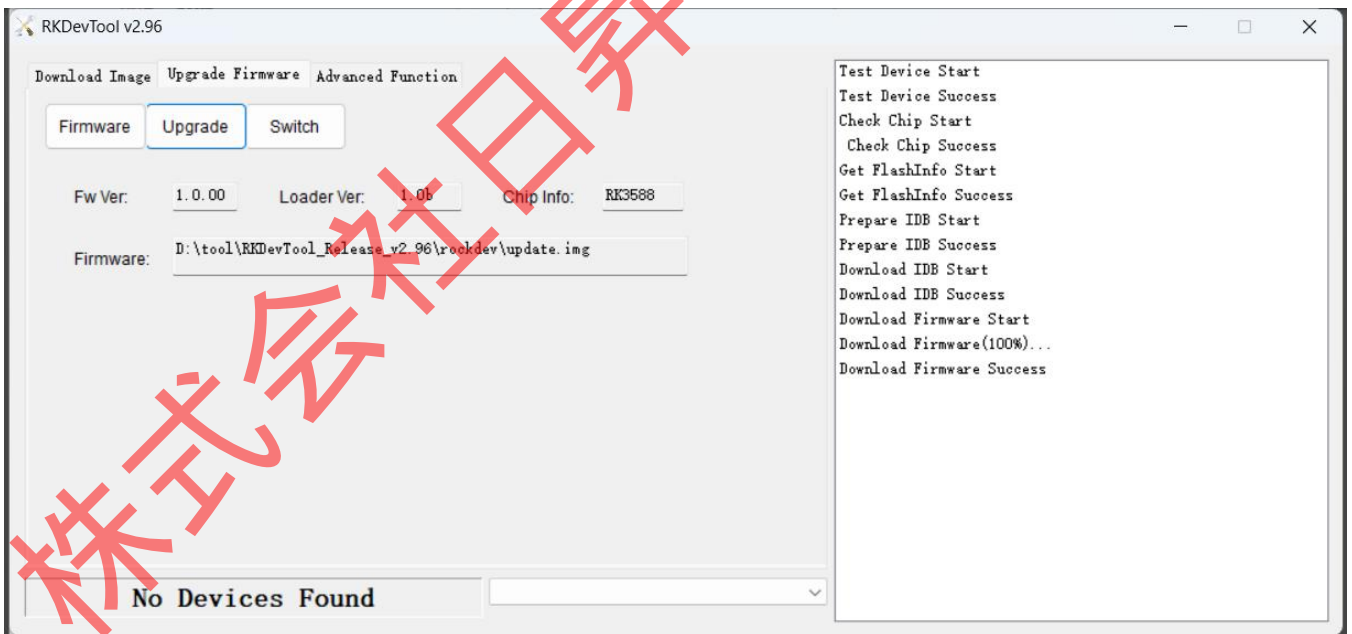 RKDevTool v2.96
Download Image Upgrade Firmware Advanced Function
Firmware Upgrade Switch
Fw Ver: 1.0.00 Loader Ver: 1.0b Chip Info: RK3588
Firmware: D:\tool\RKDevTool_Release_v2.96\rockdev\update.img
No Devices Found
Test Device Start
Test Device Success
Check Chip Start
Check Chip Success
Get FlashInfo Start
Get FlashInfo Success
Prepare IDB Start
Prepare IDB Success
Download IDB Start
Download IDB Success
Download Firmware Start
Download Firmware(100%)...
Download Firmware Success
株式会社日昇